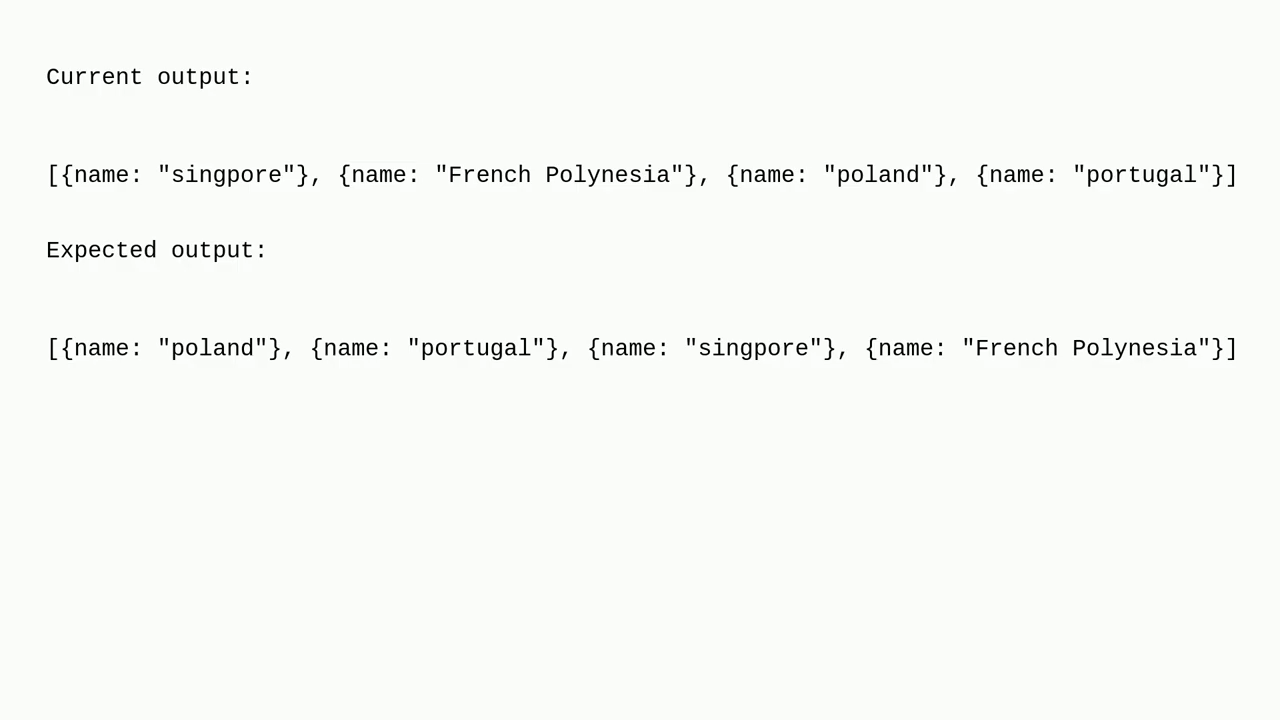 Current output:
[{name: "singpore"}, {name: "French Polynesia"}, {name: "poland"}, {name: "portugal"}]
Expected output:
[{name: "poland"}, {name: "portugal"}, {name: "singpore"}, {name: "French Polynesia"}]